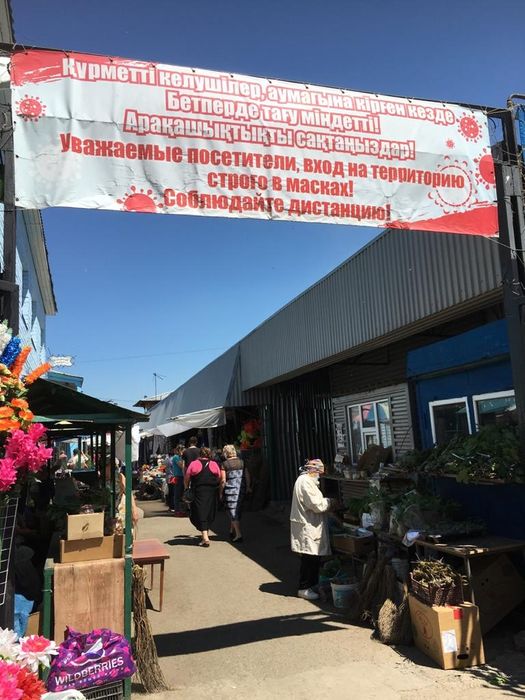 Құрметті келушілер, аумағына кірген кезде
Бетперде тағу міндетті!
Арақашықтықты сақтаңыздар!
Уважаемые посетители, вход на территорию
строго в масках!
Соблюдайте дистанцию!
WILDBERRIES